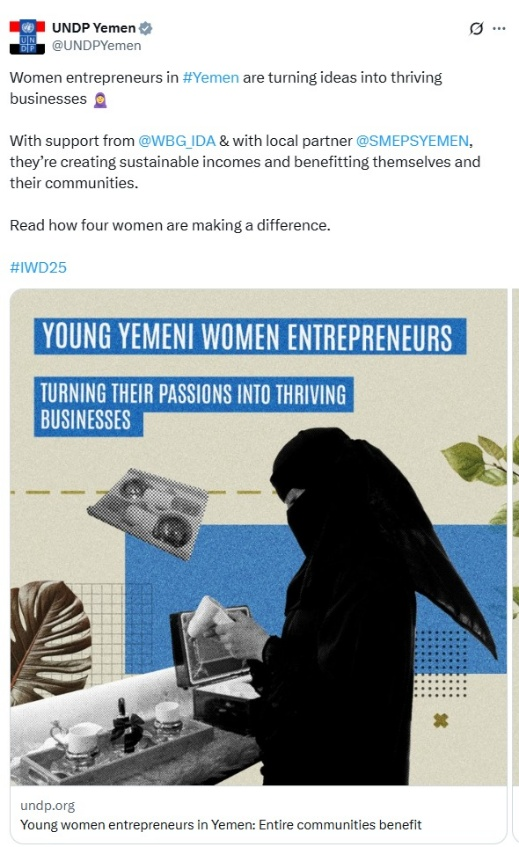 UNDP Yemen
@UNDPYemen
Women entrepreneurs in #Yemen are turning ideas into thriving
businesses 🧕
With support from @WBG_IDA & with local partner @SMEPSYEMEN,
they’re creating sustainable incomes and benefitting themselves and
their communities.
Read how four women are making a difference.
#IWD25
YOUNG YEMENI WOMEN ENTREPRENEURS
TURNING THEIR PASSIONS INTO THRIVING
BUSINESSES
undp.org
Young women entrepreneurs in Yemen: Entire communities benefit